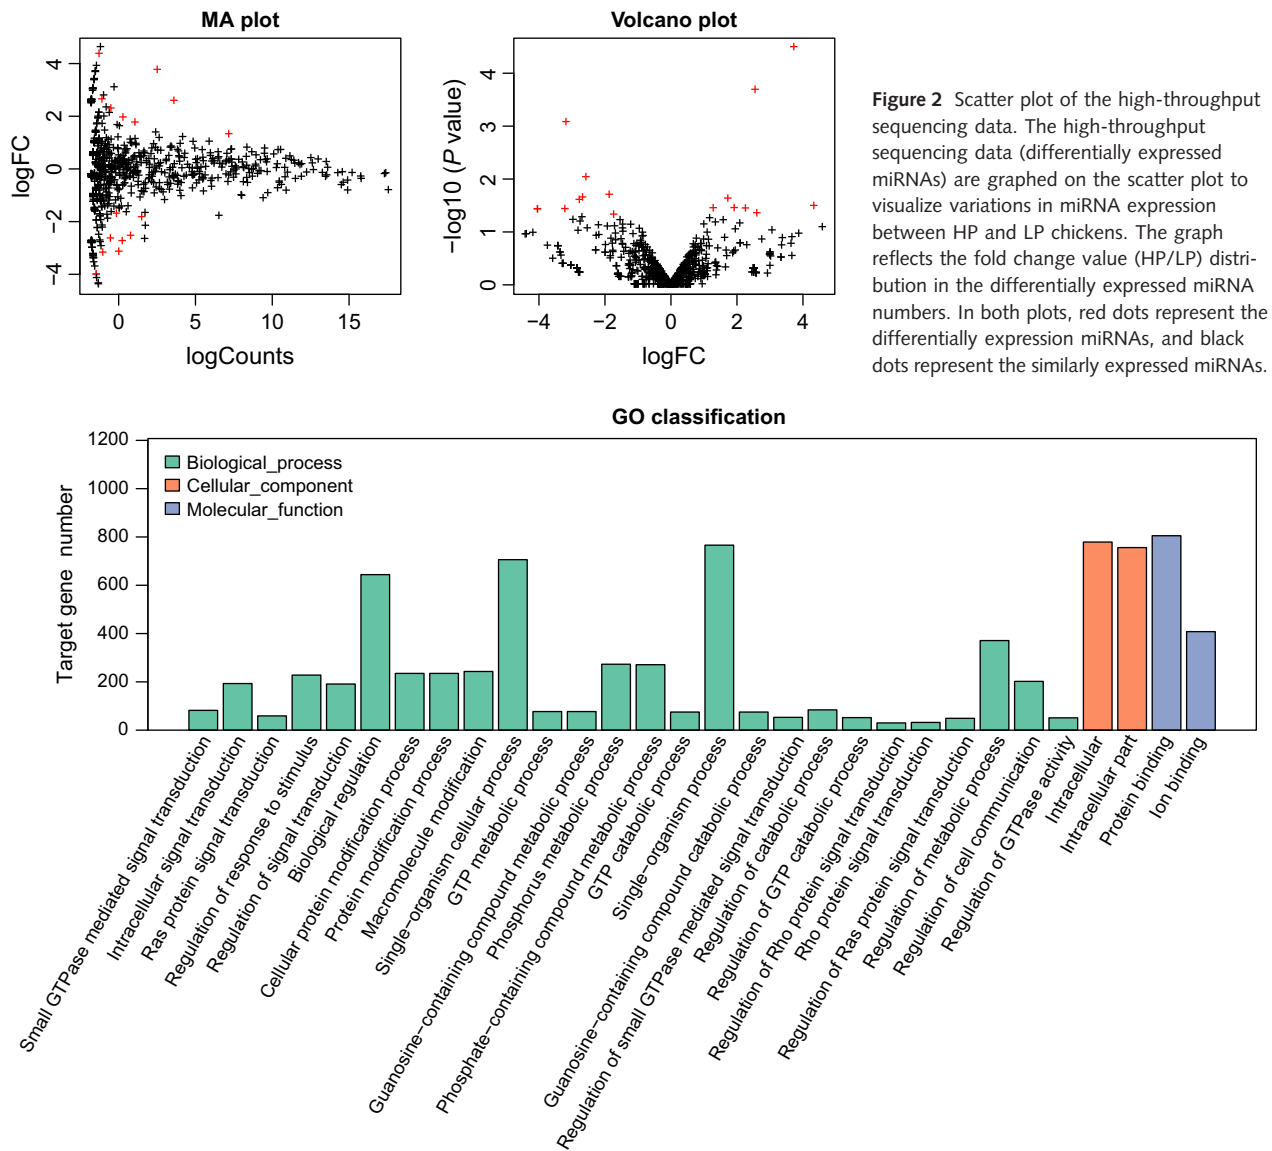 MA plot
4
2
0
−2
−4
logFC
0
5
10
15
logCounts
Volcano plot
4
3
2
1
0
−log10 (P value)
−4
−2
0
2
4
logFC
Figure 2 Scatter plot of the high-throughput
sequencing data. The high-throughput
sequencing data (differentially expressed
miRNAs) are graphed on the scatter plot to
visualize variations in miRNA expression
between HP and LP chickens. The graph
reflects the fold change value (HP/LP) distri-
bution in the differentially expressed miRNA
numbers. In both plots, red dots represent the
differentially expression miRNAs, and black
dots represent the similarly expressed miRNAs.
GO classification
1200
1000
800
600
400
200
0
Target gene number
Biological_process
Cellular_component
Molecular_function
Small GTPase mediated signal transduction
Intracellular signal transduction
Ras protein signal transduction
Regulation of response to stimulus
Regulation of signal transduction
Biological regulation
Cellular protein modification process
Protein modification process
Macromolecule modification
Single−organism cellular process
GTP metabolic process
Guanosine−containing compound metabolic process
Phosphorus metabolic process
Phosphate−containing compound metabolic process
GTP catabolic process
Single−organism process
Guanosine−containing compound catabolic process
Regulation of small GTPase mediated signal transduction
Regulation of catabolic process
Regulation of GTP catabolic process
Regulation of Rho protein signal transduction
Rho protein signal transduction
Regulation of Ras protein signal transduction
Regulation of metabolic process
Regulation of cell communication
Regulation of GTPase activity
Intracellular
Intracellular part
Protein binding
Ion binding